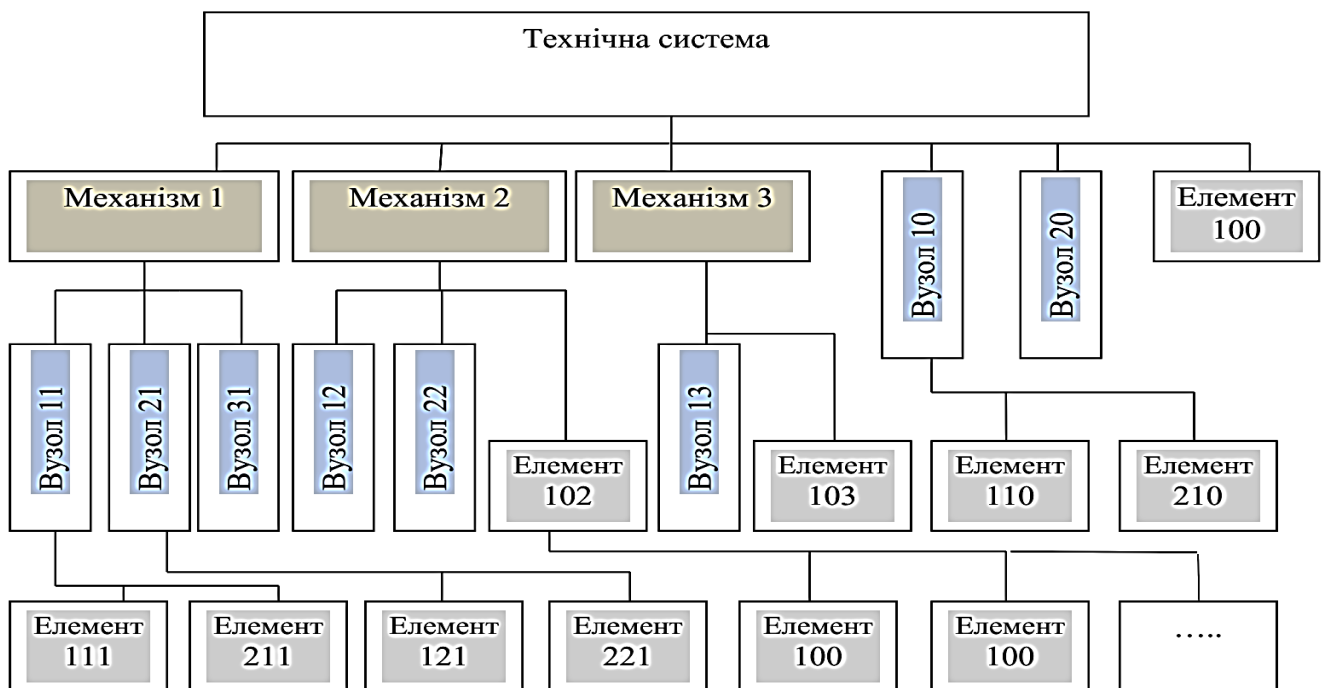 Технічна система
Механізм 1
Механізм 2
Механізм 3
Вузол 10
Вузол 20
Елемент
100
Вузол 11
Вузол 21
Вузол 31
Вузол 12
Вузол 22
Елемент
102
Вузол 13
Елемент
103
Елемент
110
Елемент
210
Елемент
111
Елемент
211
Елемент
121
Елемент
221
Елемент
100
Елемент
100
…..